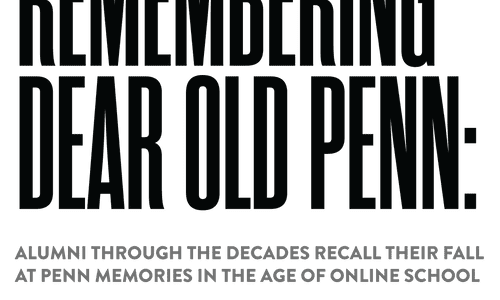 REMEMBERING
DEAR OLD PENN:
ALUMNI THROUGH THE DECADES RECALL THEIR FALL
AT PENN MEMORIES IN THE AGE OF ONLINE SCHOOL